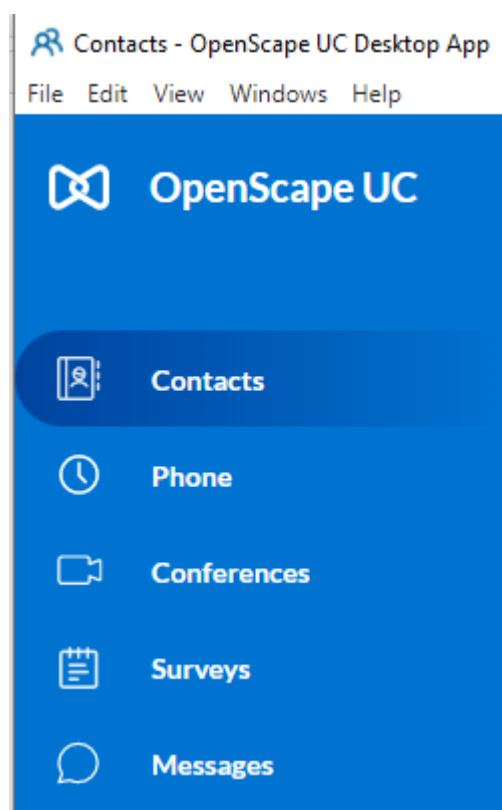 Contacts - OpenScape UC Desktop App
File Edit View Windows Help
OpenScape UC
Contacts
Phone
Conferences
Surveys
Messages